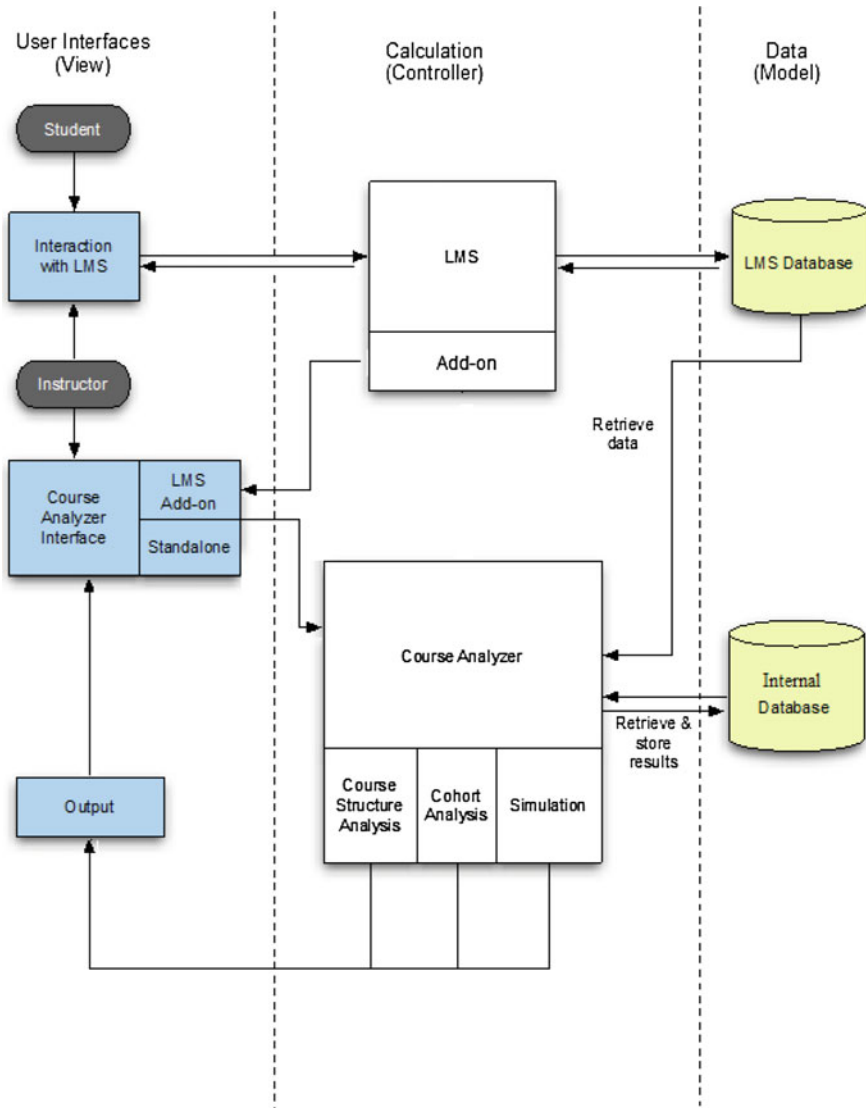 User Interfaces
(View)
Calculation
(Controller)
Data
(Model)
Student
Interaction
with LMS
LMS
LMS Database
Add-on
Instructor
Retrieve
data
Course
Analyzer
Interface
LMS
Add-on
Standalone
Course Analyzer
Internal
Database
Retrieve &
store
results
Output
Course
Structure
Analysis
Cohort
Analysis
Simulation